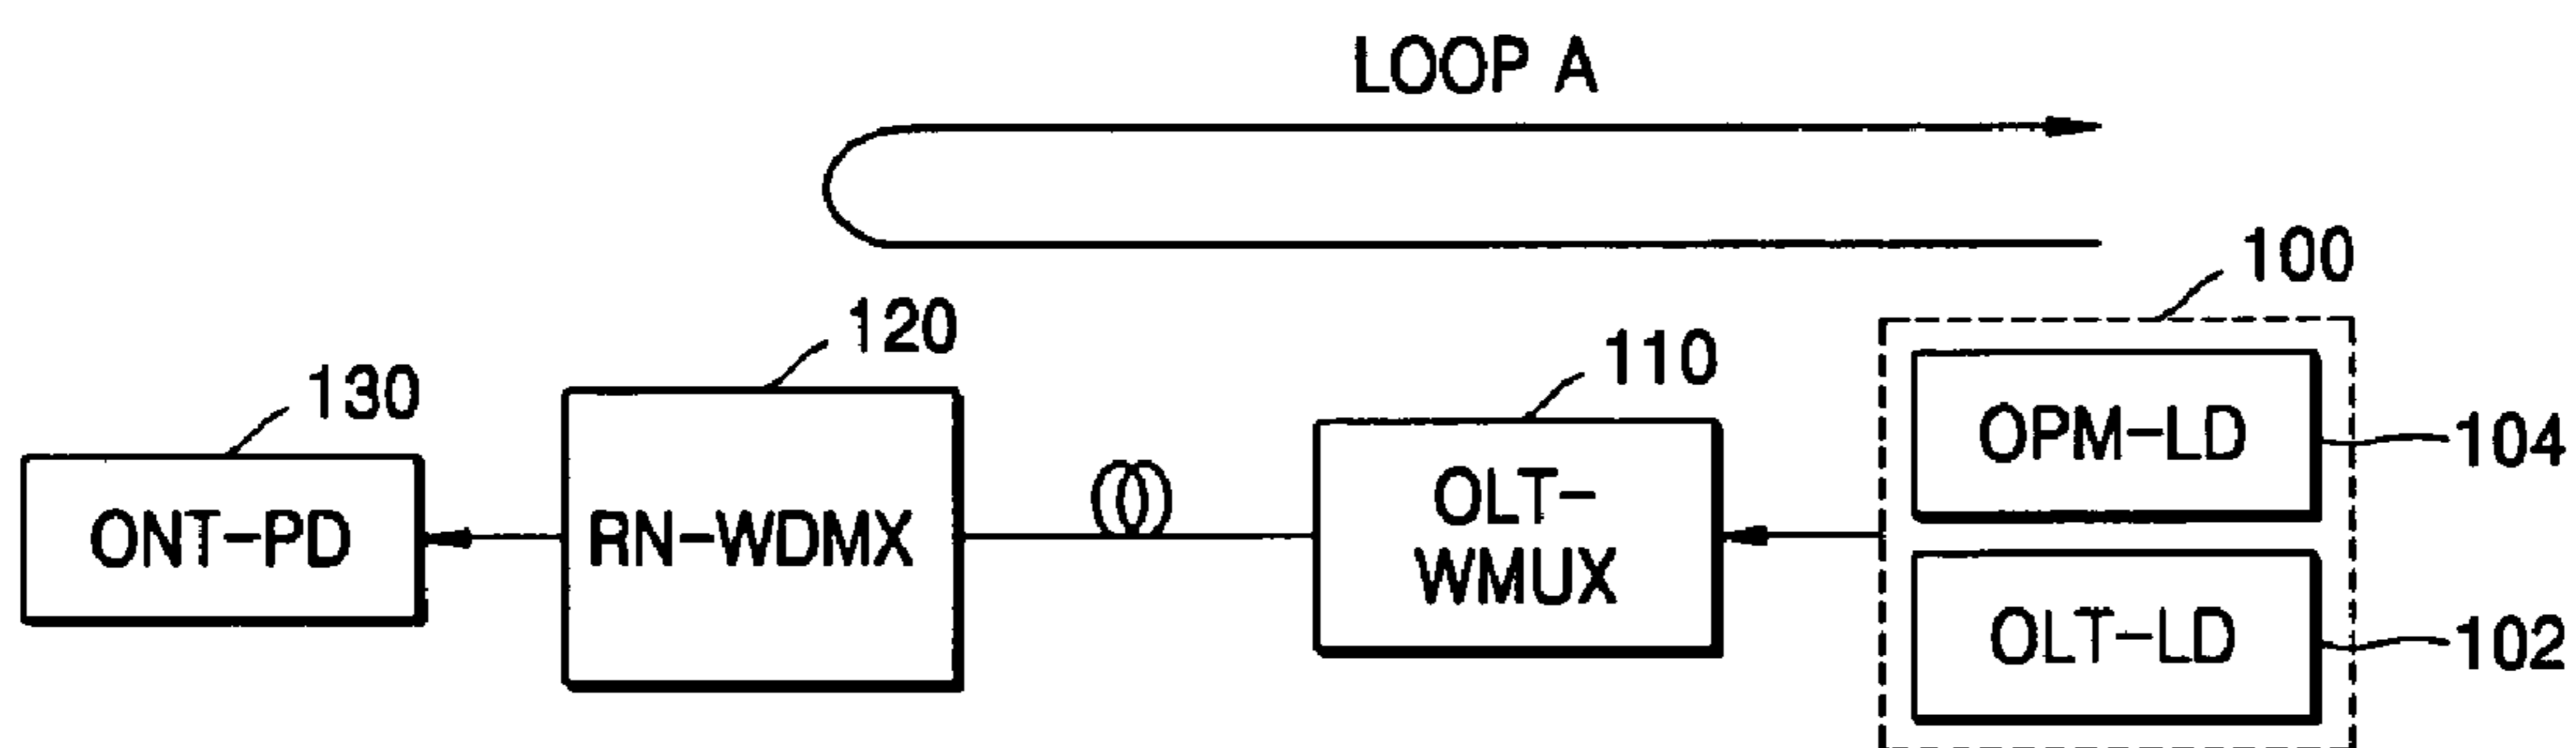 LOOP A
100
120
110
130
OPM-LD
104
OLT-
WMUX
ONT-PD
RN-WDMX
OLT-LD
102